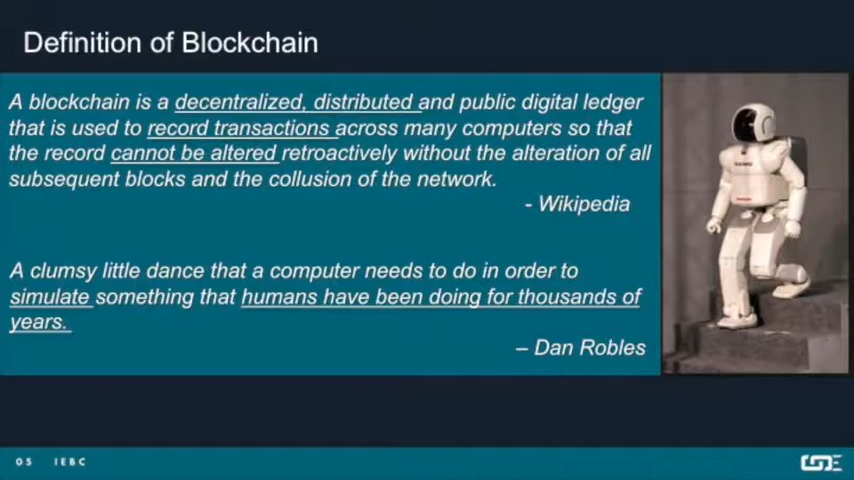 Definition of Blockchain
A blockchain is a decentralized, distributed and public digital ledger
that is used to record transactions across many computers so that
the record cannot be altered retroactively without the alteration of all
subsequent blocks and the collusion of the network.
- Wikipedia
A clumsy little dance that a computer needs to do in order to
simulate something that humans have been doing for thousands of
years.
– Dan Robles
05 IEBC